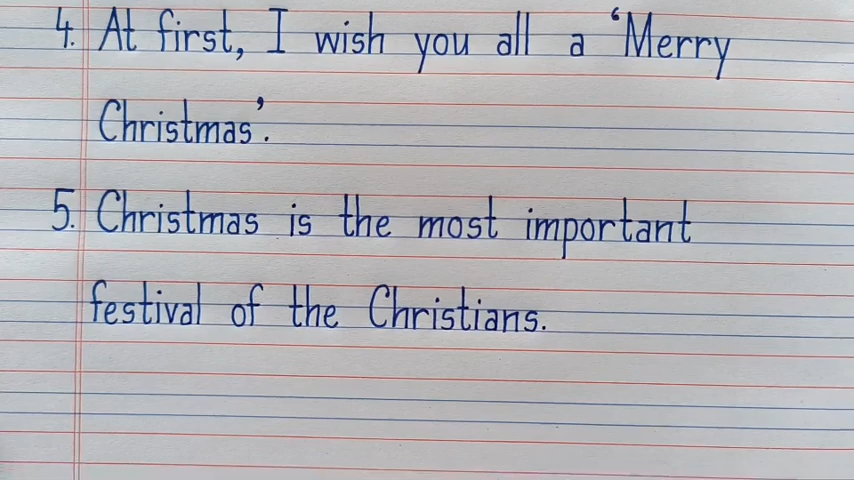 4. At first, I wish you all a ‘Merry
Christmas’.
5. Christmas is the most important
festival of the Christians.